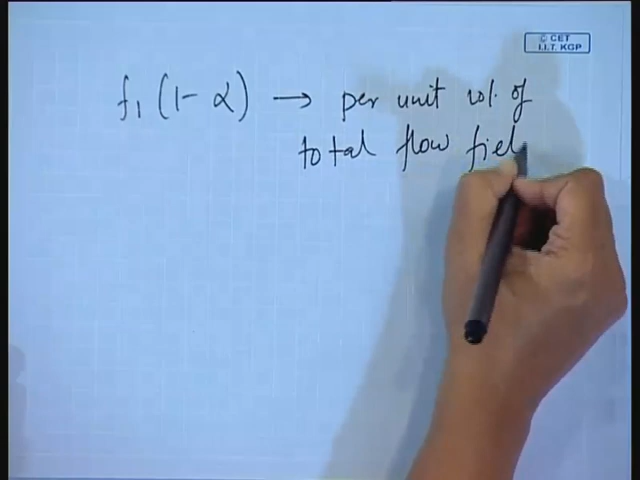 © CET
I.I.T. KGP
f₁ (1 - α) → per unit vol. of
total flow fiel